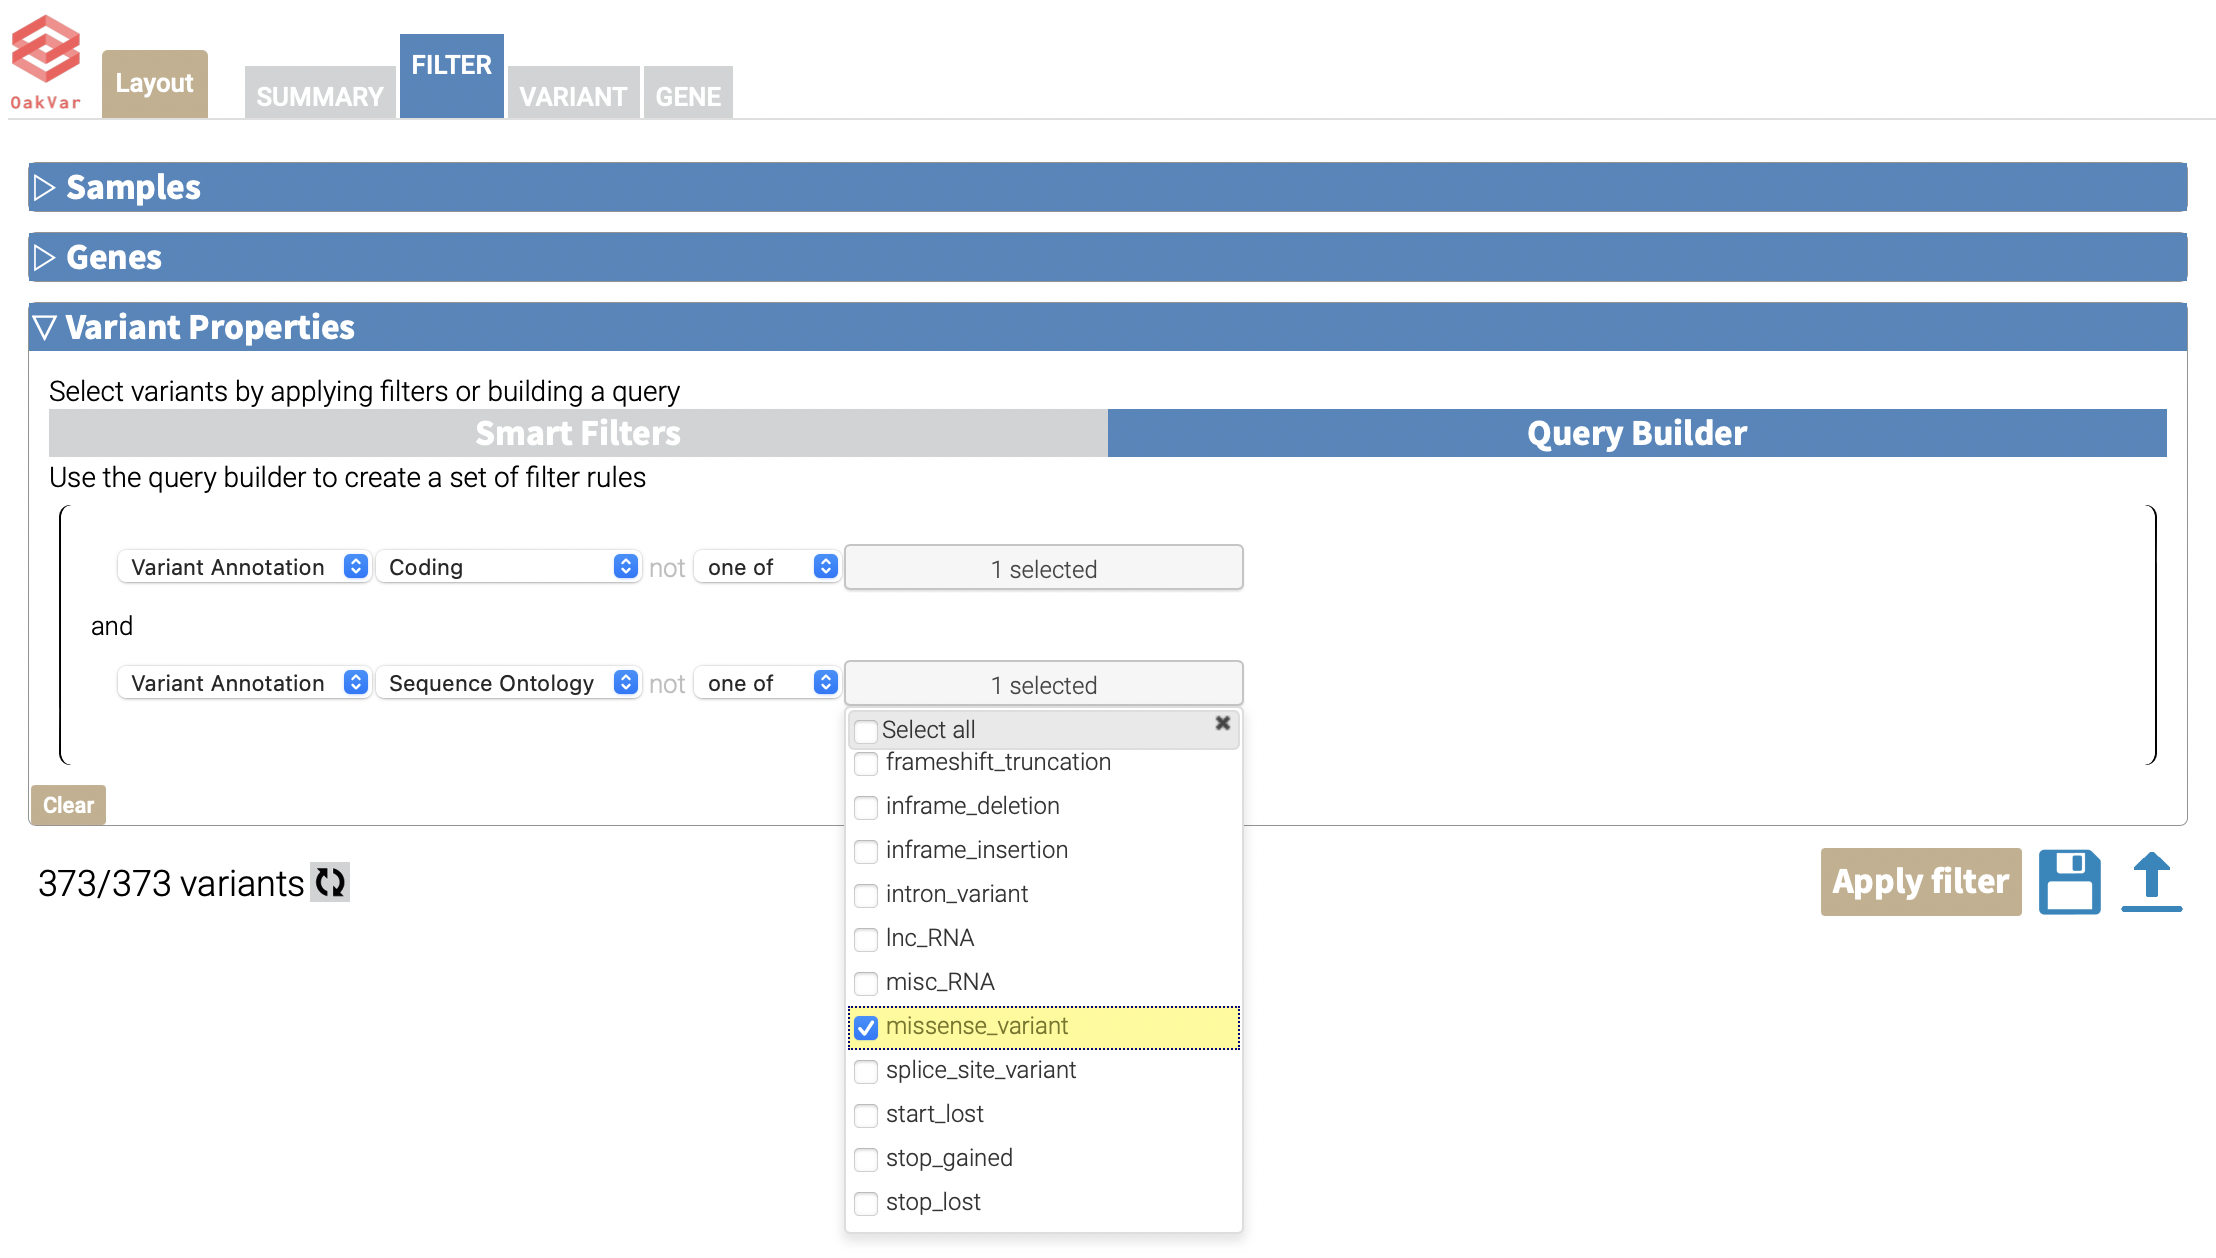 OakVar
Layout
SUMMARY
FILTER
VARIANT
GENE
Samples
Genes
Variant Properties
Select variants by applying filters or building a query
Smart Filters
Query Builder
Use the query builder to create a set of filter rules
Variant Annotation Coding not one of 1 selected
and
Variant Annotation Sequence Ontology not one of 1 selected
Select all
frameshift_truncation
inframe_deletion
inframe_insertion
intron_variant
lnc_RNA
misc_RNA
missense_variant
splice_site_variant
start_lost
stop_gained
stop_lost
Clear
373/373 variants
Apply filter